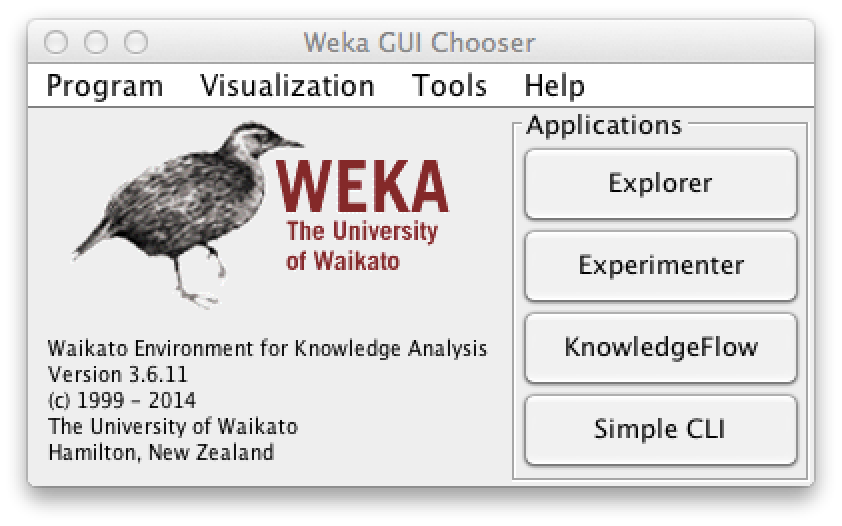 Weka GUI Chooser
Program Visualization Tools Help
WEKA
The University
of Waikato
Waikato Environment for Knowledge Analysis
Version 3.6.11
(c) 1999 – 2014
The University of Waikato
Hamilton, New Zealand
Applications
Explorer
Experimenter
KnowledgeFlow
Simple CLI